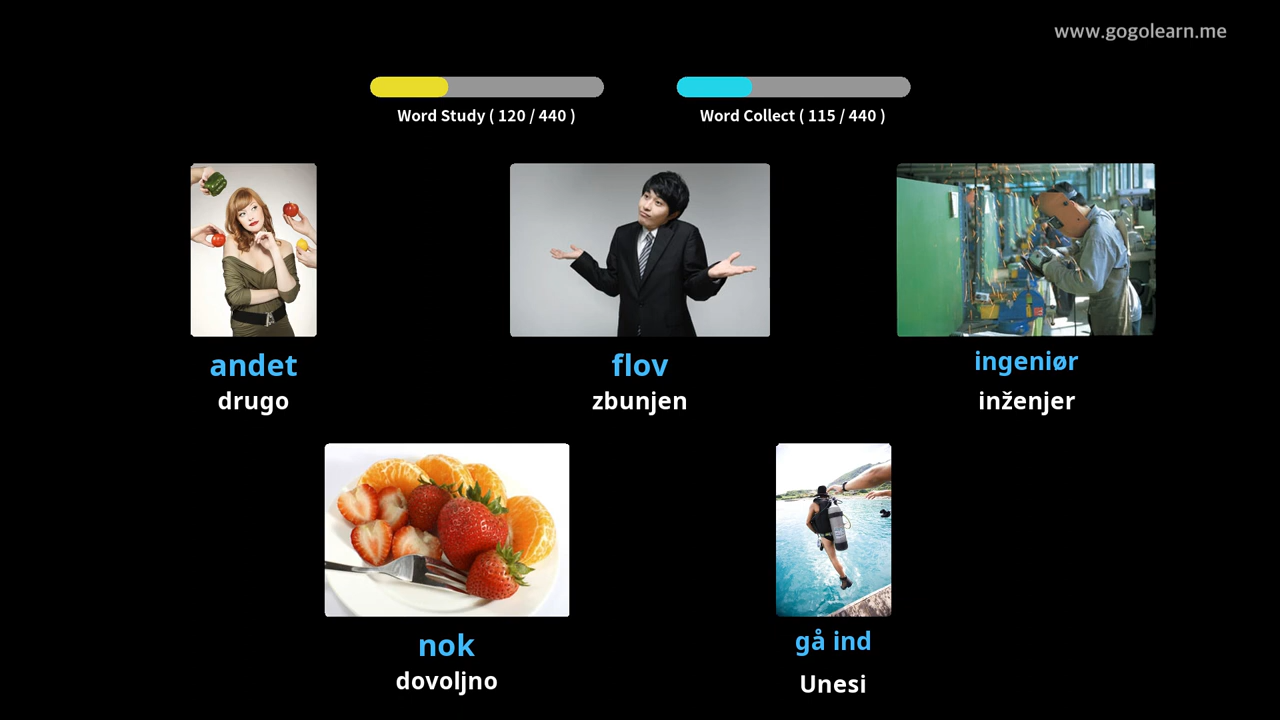 www.gogolearn.me
Word Study ( 120 / 440 )
Word Collect ( 115 / 440 )
andet
drugo
flov
zbunjen
ingeniør
inženjer
nok
dovoljno
gå ind
Unesi